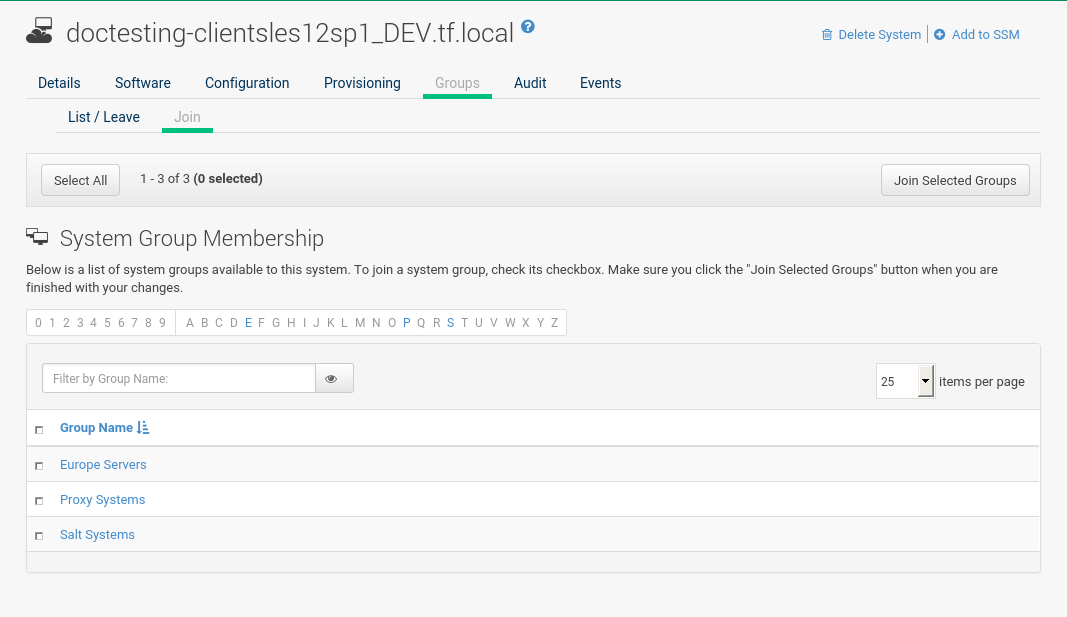 doctesting-clientsles12sp1_DEV.tf.local ?
Delete System | Add to SSM
Details Software Configuration Provisioning Groups Audit Events
List / Leave Join
Select All 1 - 3 of 3 (0 selected) Join Selected Groups
System Group Membership
Below is a list of system groups available to this system. To join a system group, check its checkbox. Make sure you click the "Join Selected Groups" button when you are
finished with your changes.
0 1 2 3 4 5 6 7 8 9 A B C D E F G H I J K L M N O P Q R S T U V W X Y Z
Filter by Group Name: 25 items per page
Group Name
Europe Servers
Proxy Systems
Salt Systems